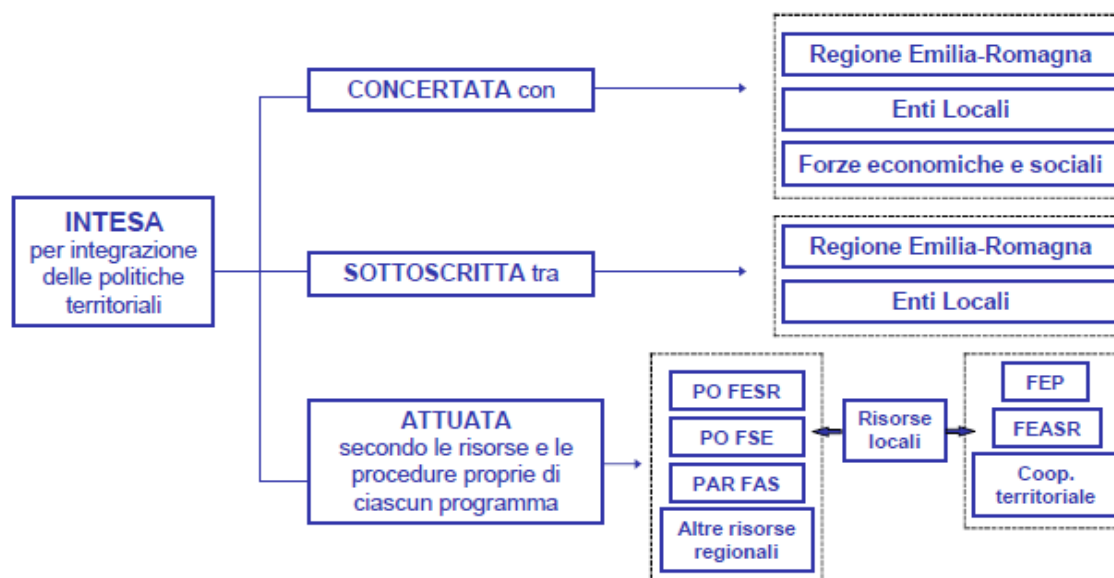 INTESA
per integrazione
delle politiche
territoriali
CONCERTATA con
Regione Emilia-Romagna
Enti Locali
Forze economiche e sociali
SOTTOSCRITTA tra
Regione Emilia-Romagna
Enti Locali
ATTUATA
secondo le risorse e le
procedure proprie di
ciascun programma
PO FESR
PO FSE
PAR FAS
Altre risorse
regionali
Risorse
locali
FEP
FEASR
Coop.
territoriale